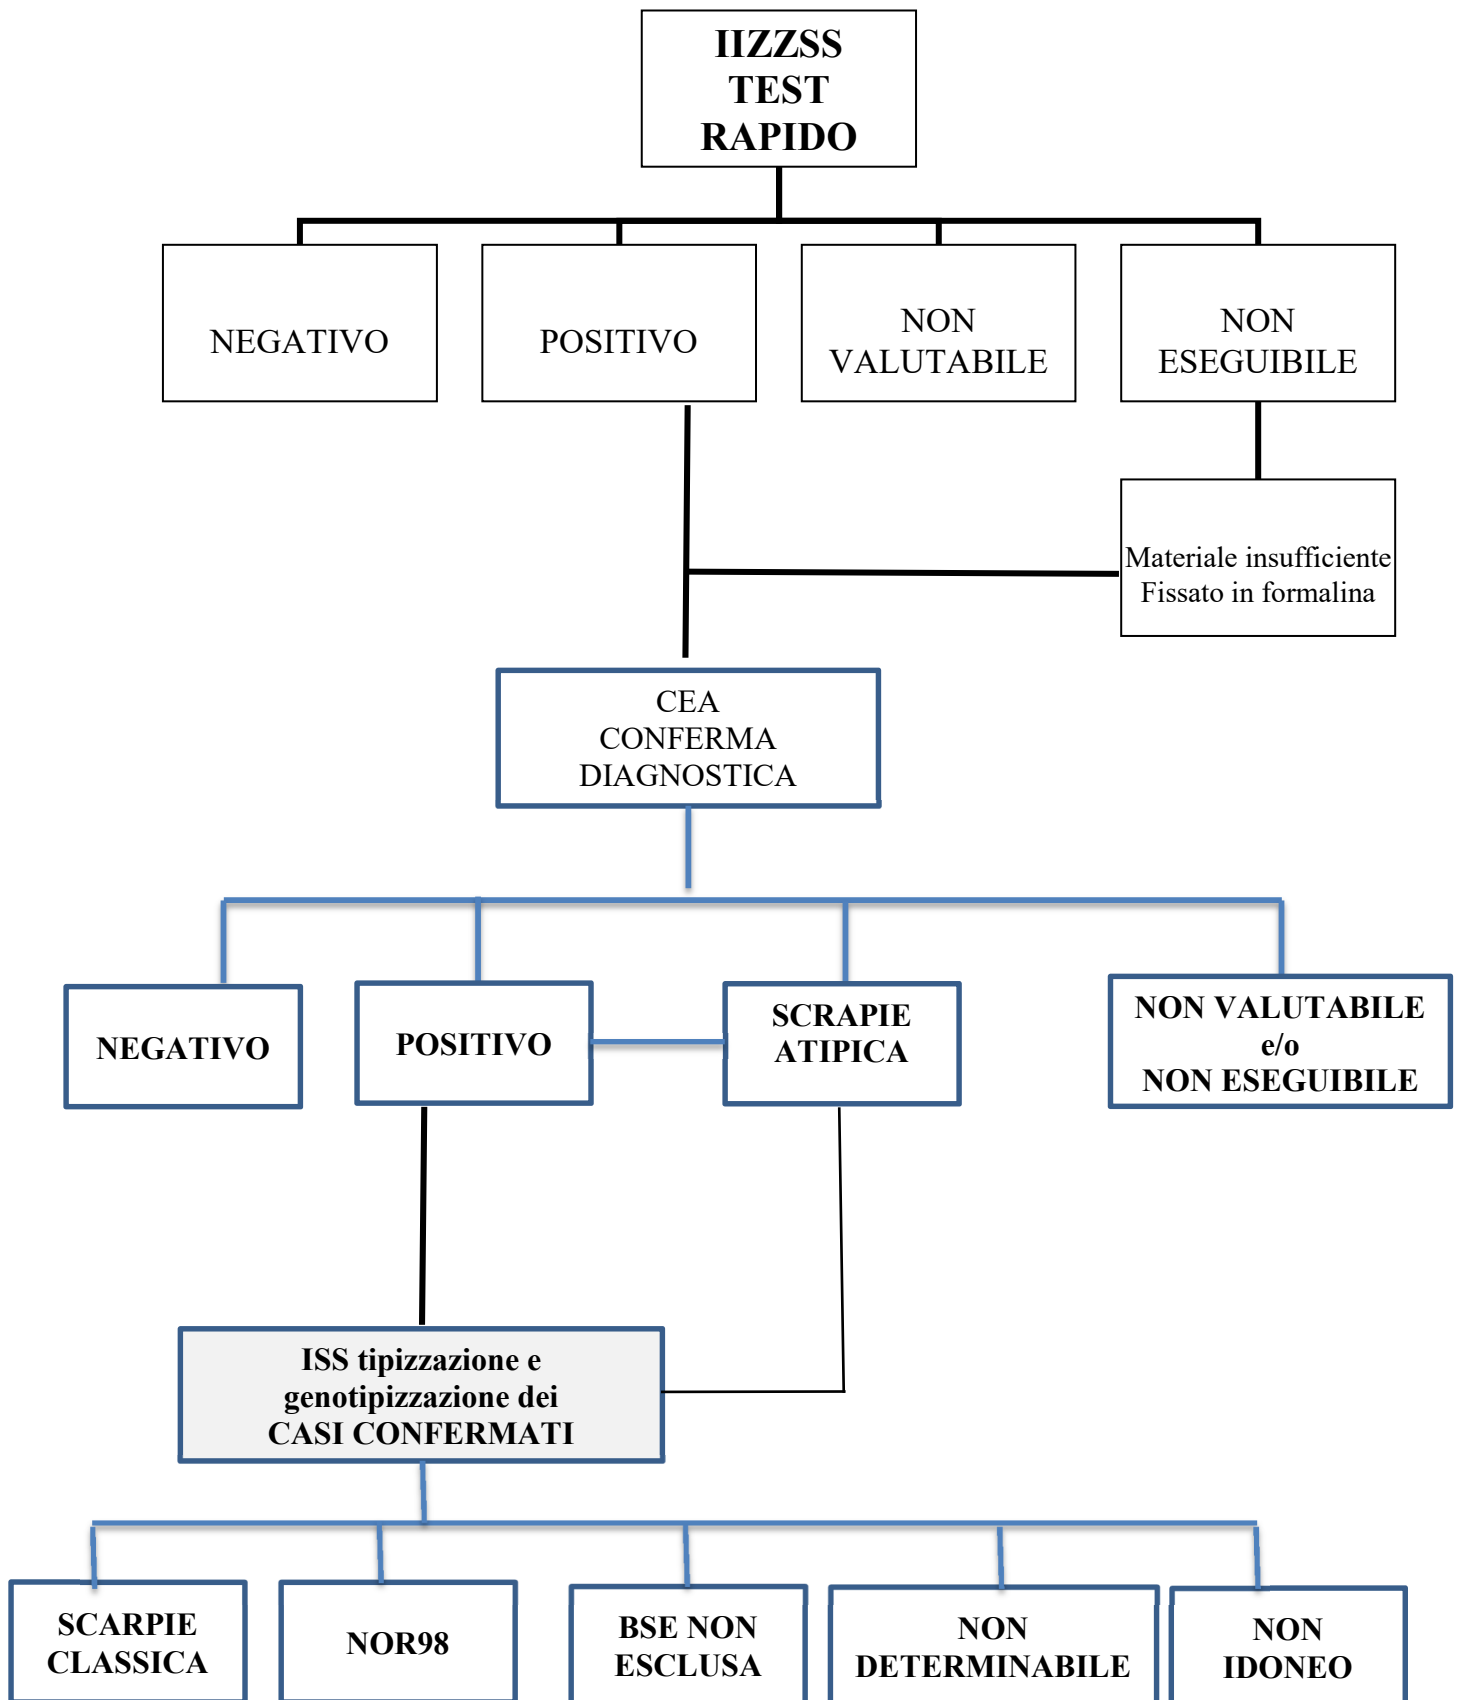 IIZZSS
TEST
RAPIDO
NEGATIVO
POSITIVO
NON
VALUTABILE
NON
ESEGUIBILE
Materiale insufficiente
Fissato in formalina
CEA
CONFERMA
DIAGNOSTICA
NEGATIVO
POSITIVO
SCRAPIE
ATIPICA
NON VALUTABILE
e/o
NON ESEGUIBILE
ISS tipizzazione e
genotipizzazione dei
CASI CONFERMATI
SCARPIE
CLASSICA
NOR98
BSE NON
ESCLUSA
NON
DETERMINABILE
NON
IDONEO